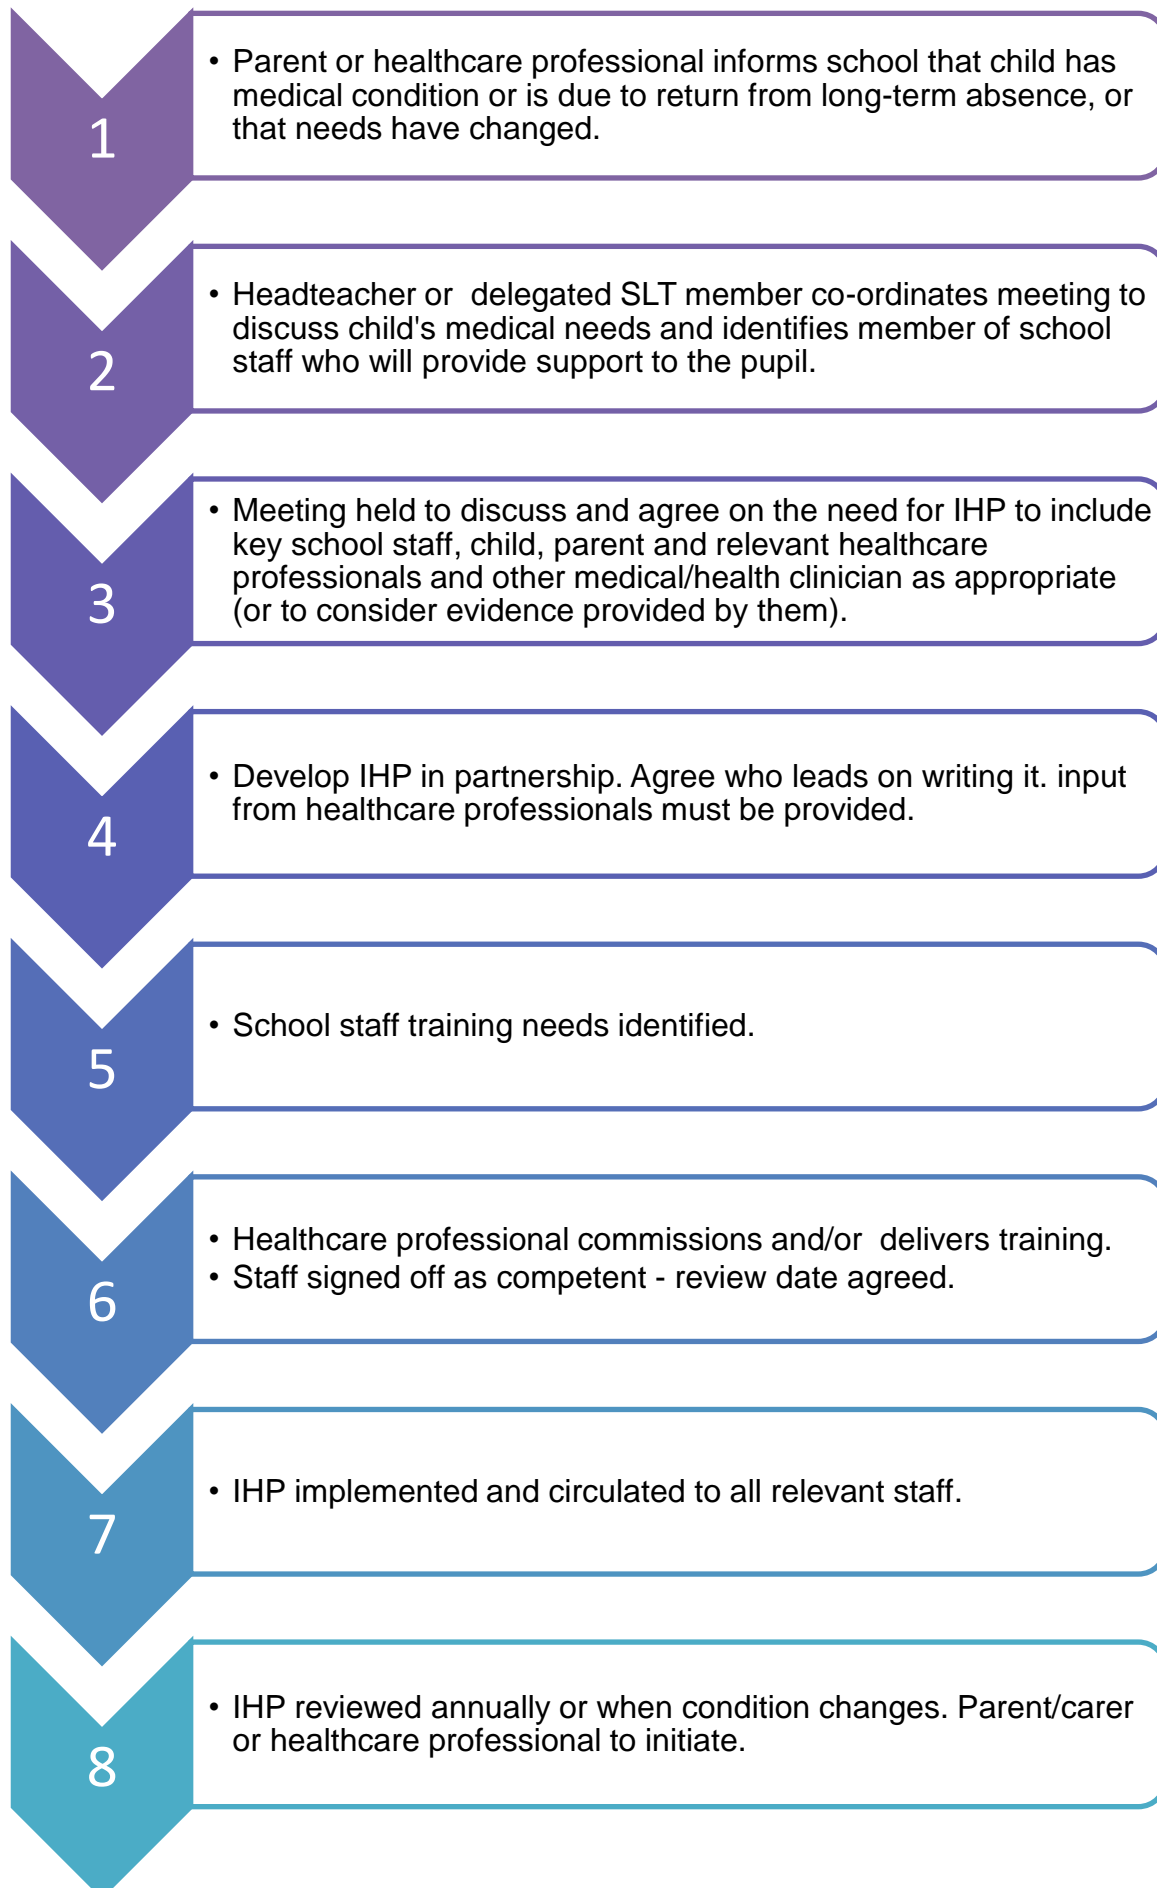 1
• Parent or healthcare professional informs school that child has
medical condition or is due to return from long-term absence, or
that needs have changed.
2
• Headteacher or  delegated SLT member co-ordinates meeting to
discuss child's medical needs and identifies member of school
staff who will provide support to the pupil.
3
• Meeting held to discuss and agree on the need for IHP to include
key school staff, child, parent and relevant healthcare
professionals and other medical/health clinician as appropriate
(or to consider evidence provided by them).
4
• Develop IHP in partnership. Agree who leads on writing it. input
from healthcare professionals must be provided.
5
• School staff training needs identified.
6
• Healthcare professional commissions and/or  delivers training.
• Staff signed off as competent - review date agreed.
7
• IHP implemented and circulated to all relevant staff.
8
• IHP reviewed annually or when condition changes. Parent/carer
or healthcare professional to initiate.